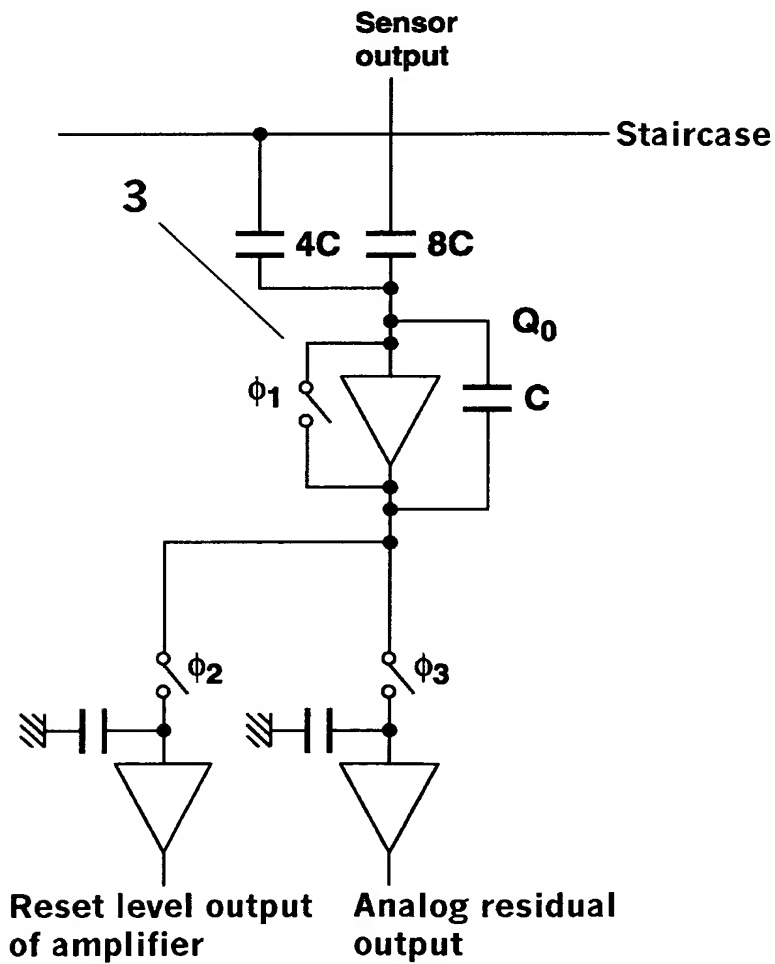 Sensor
output
Staircase
3
4C
8C
Q0
ϕ1
C
ϕ2
ϕ3
Reset level output
of amplifier
Analog residual
output